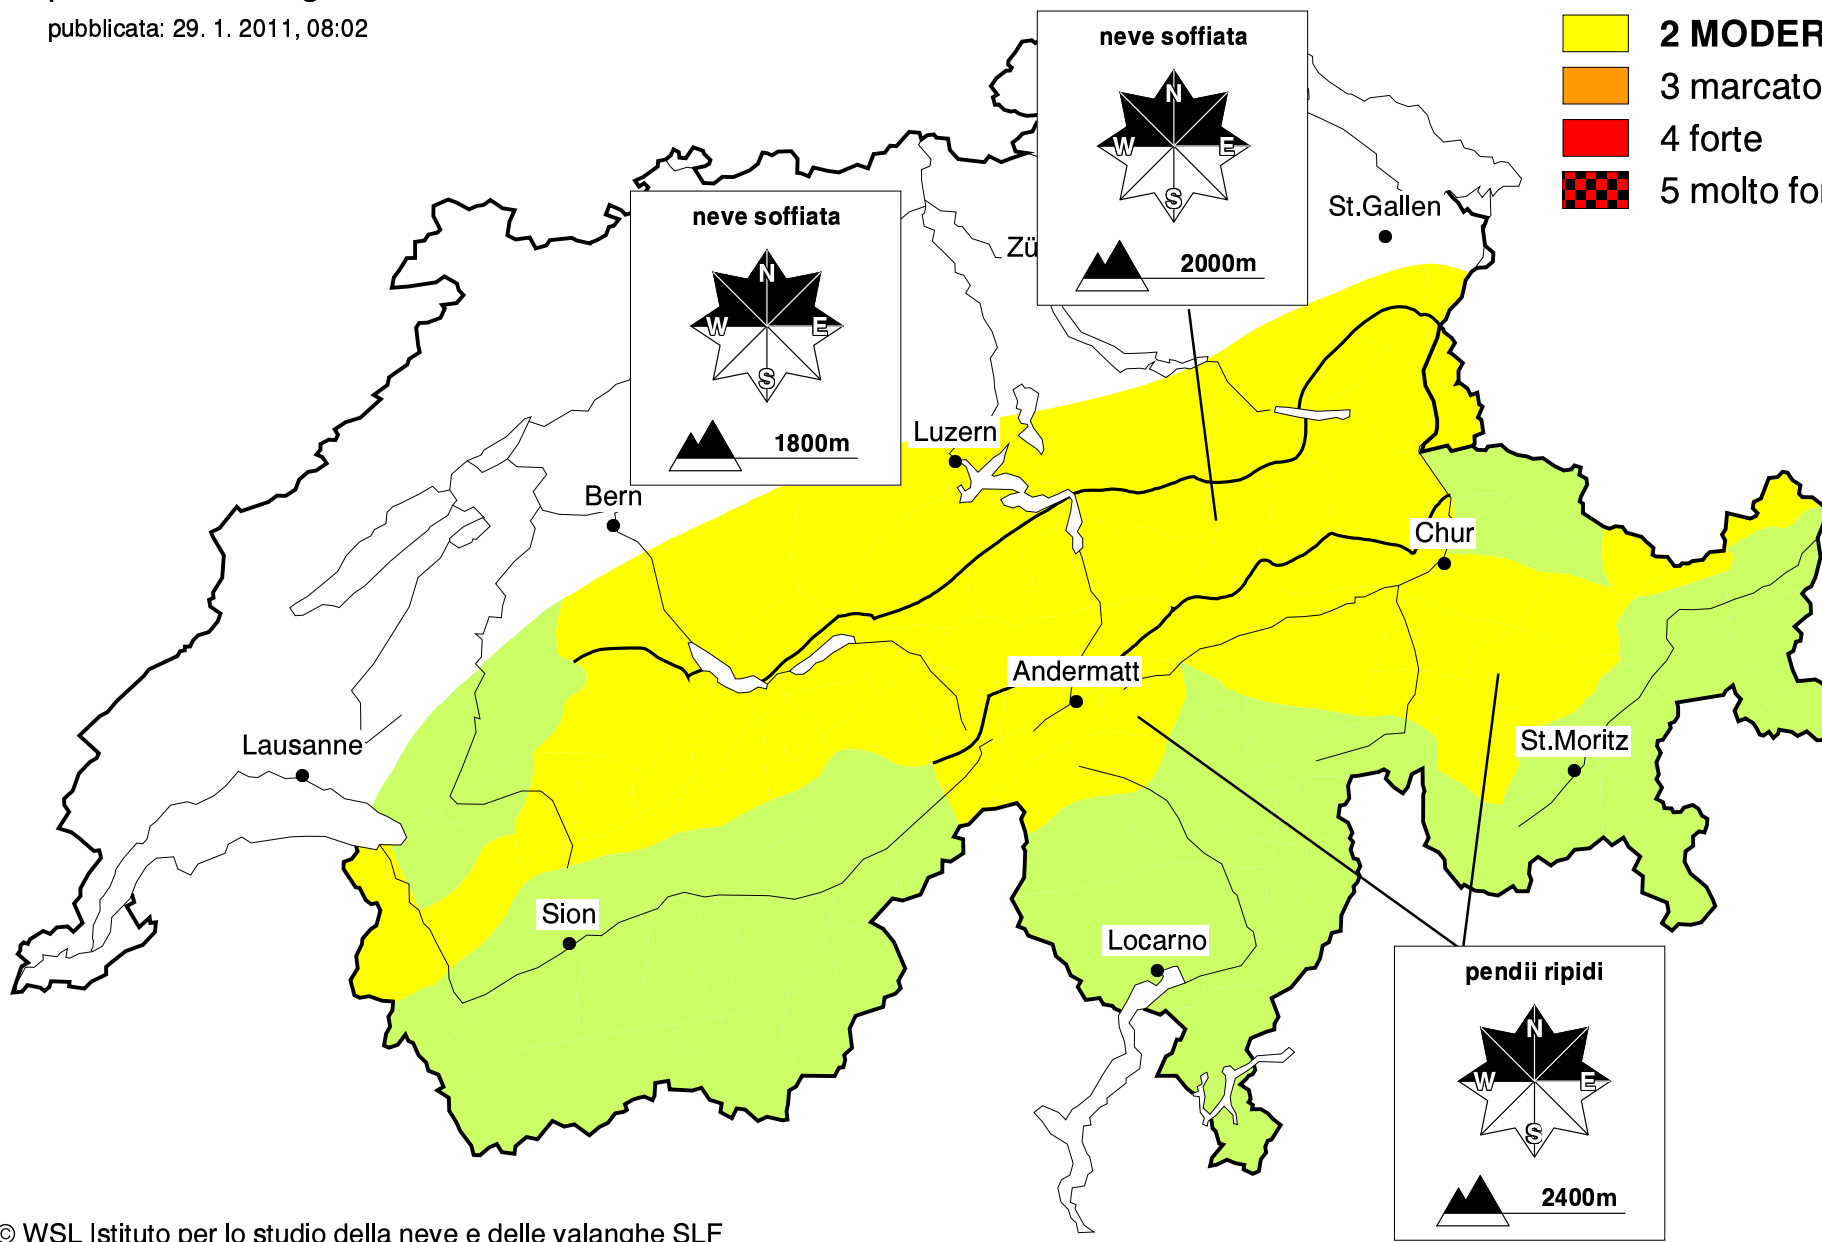 pubblicata: 29. 1. 2011, 08:02
2 MODER
3 marcato
4 forte
5 molto for
neve soffiata
N
W E
S
2000m
neve soffiata
N
W E
S
1800m
St.Gallen
Zü
Luzern
Bern
Chur
Andermatt
Lausanne
St.Moritz
Sion
Locarno
pendii ripidi
N
W E
S
2400m
© WSL Istituto per lo studio della neve e delle valanghe SLF